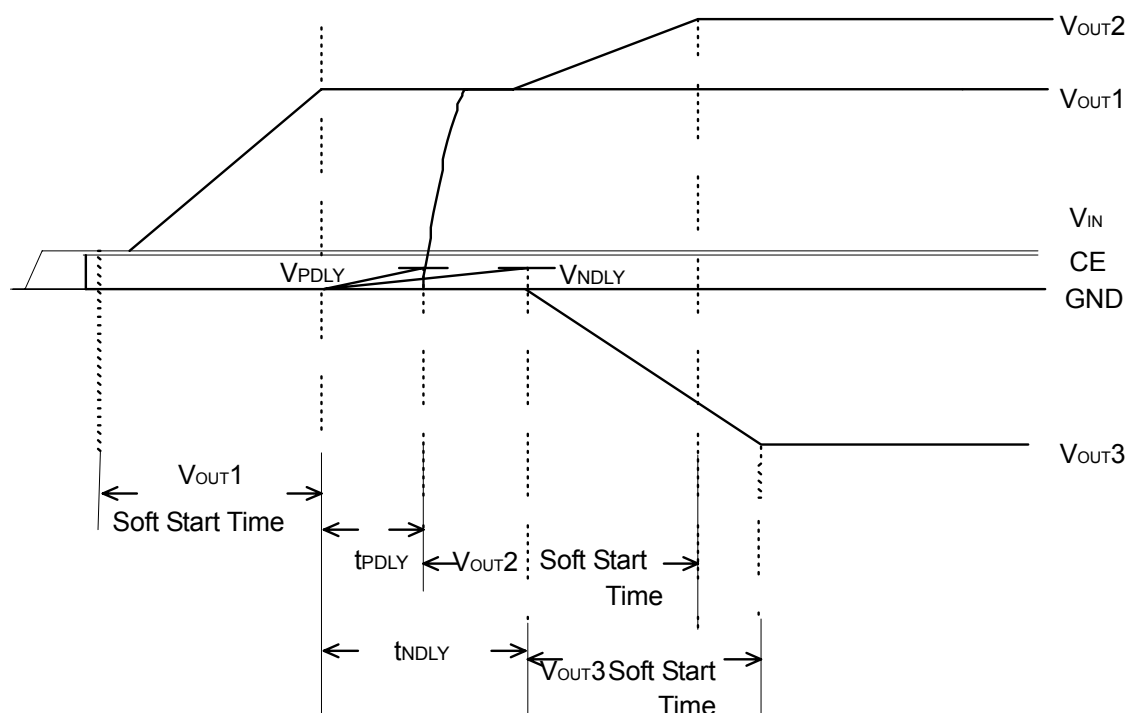 VOUT2
VOUT1
VIN
CE
VPDLY
VNDLY
GND
VOUT3
VOUT1
Soft Start Time
tPDLY
VOUT2
Soft Start
Time
tNDLY
VOUT3 Soft Start
Time